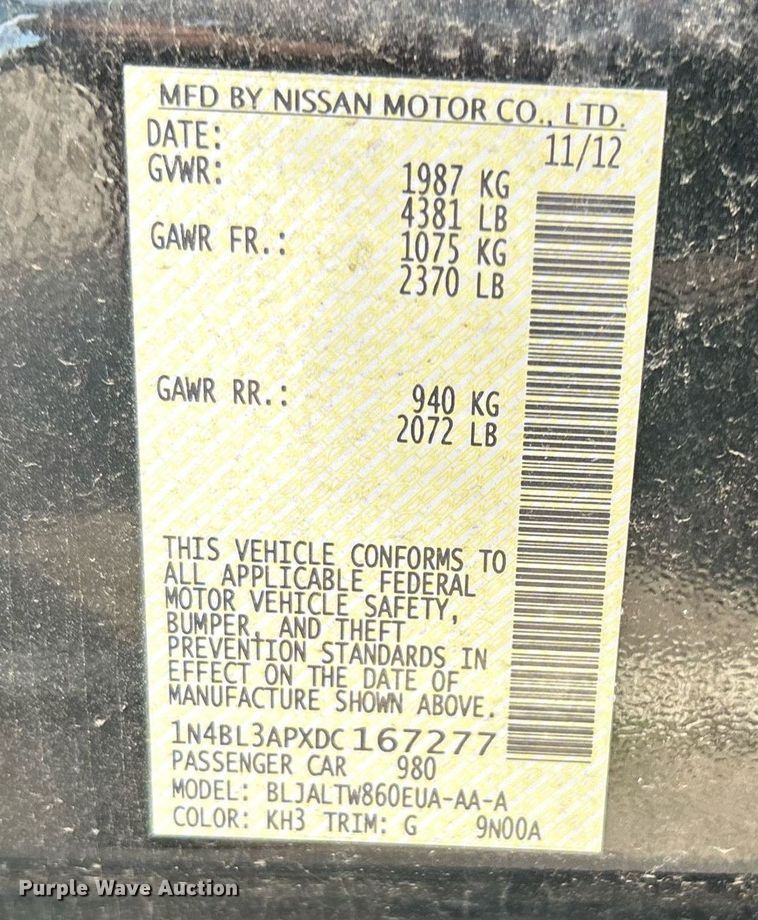 MFD BY NISSAN MOTOR CO., LTD.
DATE: 11/12
GVWR: 1987 KG
4381 LB
GAWR FR.: 1075 KG
2370 LB
GAWR RR.: 940 KG
2072 LB
THIS VEHICLE CONFORMS TO
ALL APPLICABLE FEDERAL
MOTOR VEHICLE SAFETY,
BUMPER, AND THEFT
PREVENTION STANDARDS IN
EFFECT ON THE DATE OF
MANUFACTURE SHOWN ABOVE.
1N4BL3APXDC167277
PASSENGER CAR 980
MODEL: BLJALTW860EUA-AA-A
COLOR: KH3 TRIM: G 9N00A
Purple Wave Auction